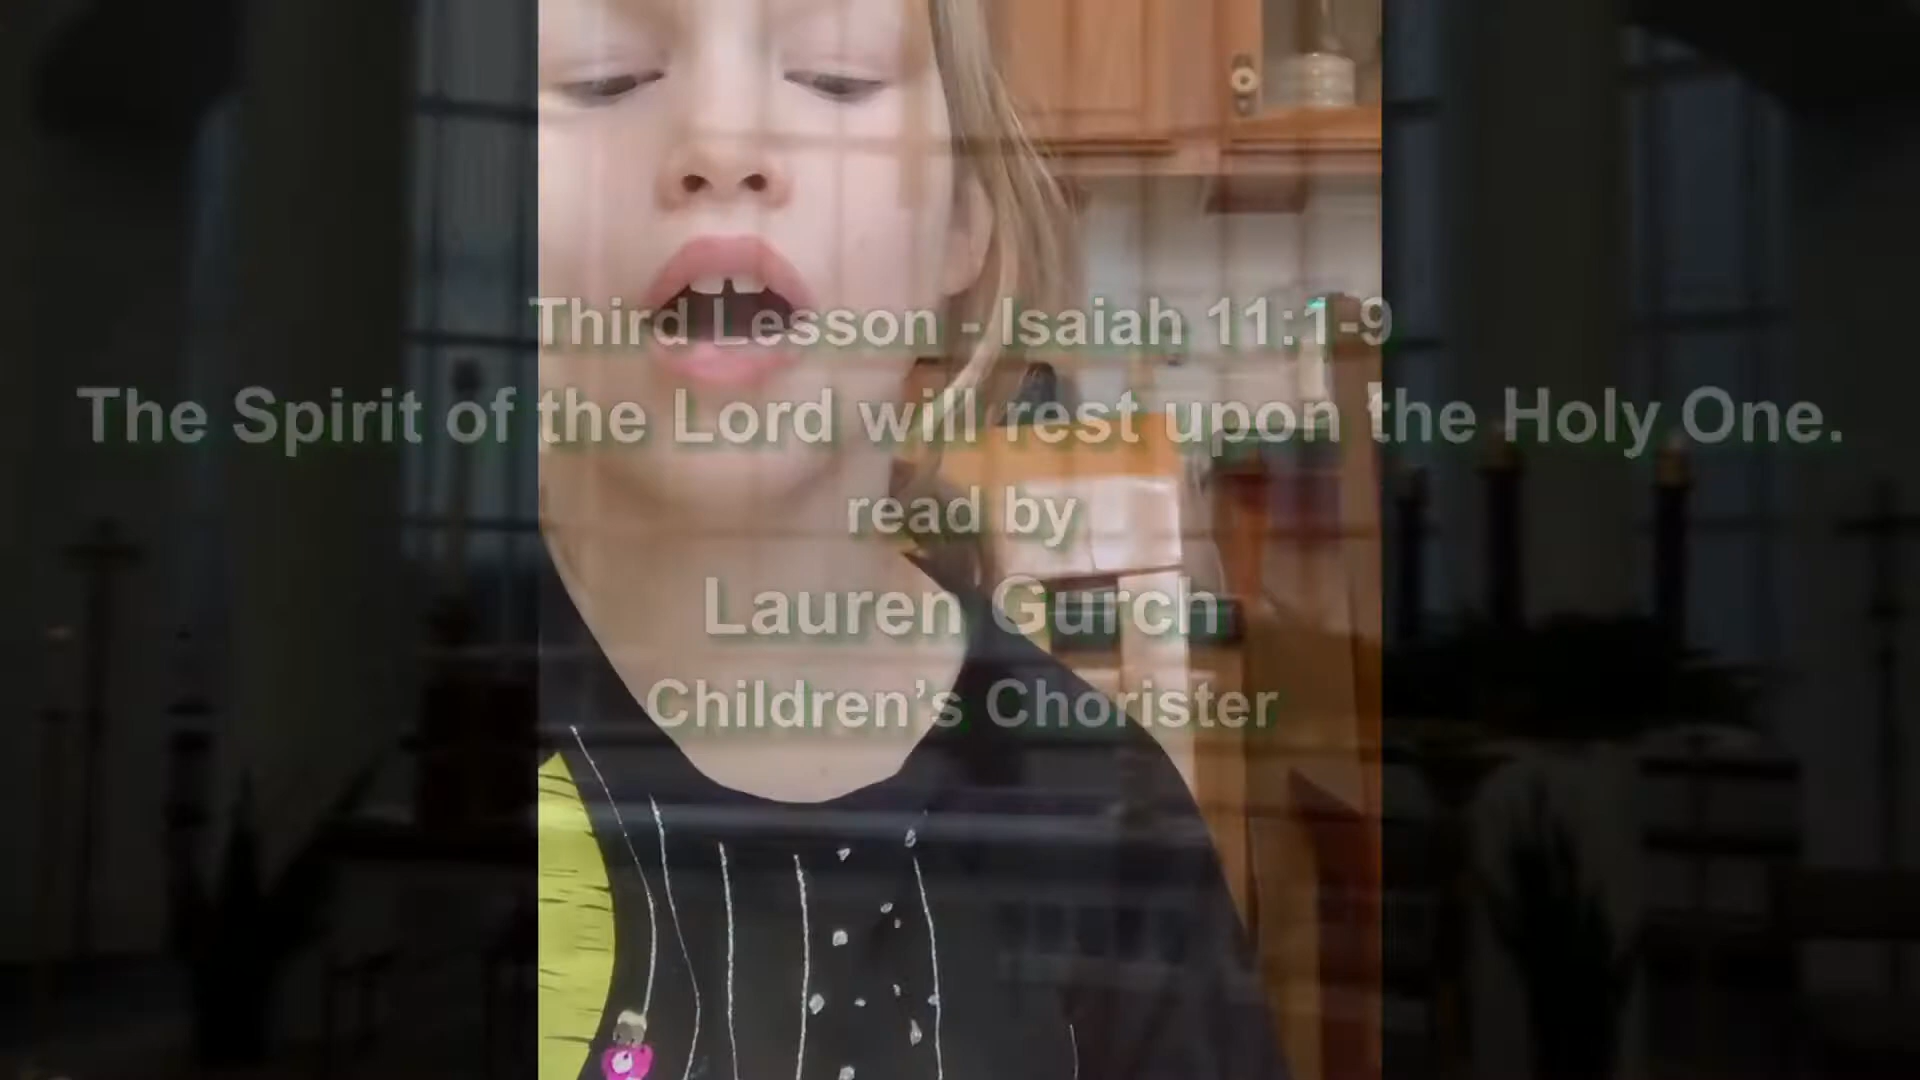 Third Lesson - Isaiah 11:1-9
The Spirit of the Lord will rest upon the Holy One.
read by
Lauren Gurch
Children’s Chorister